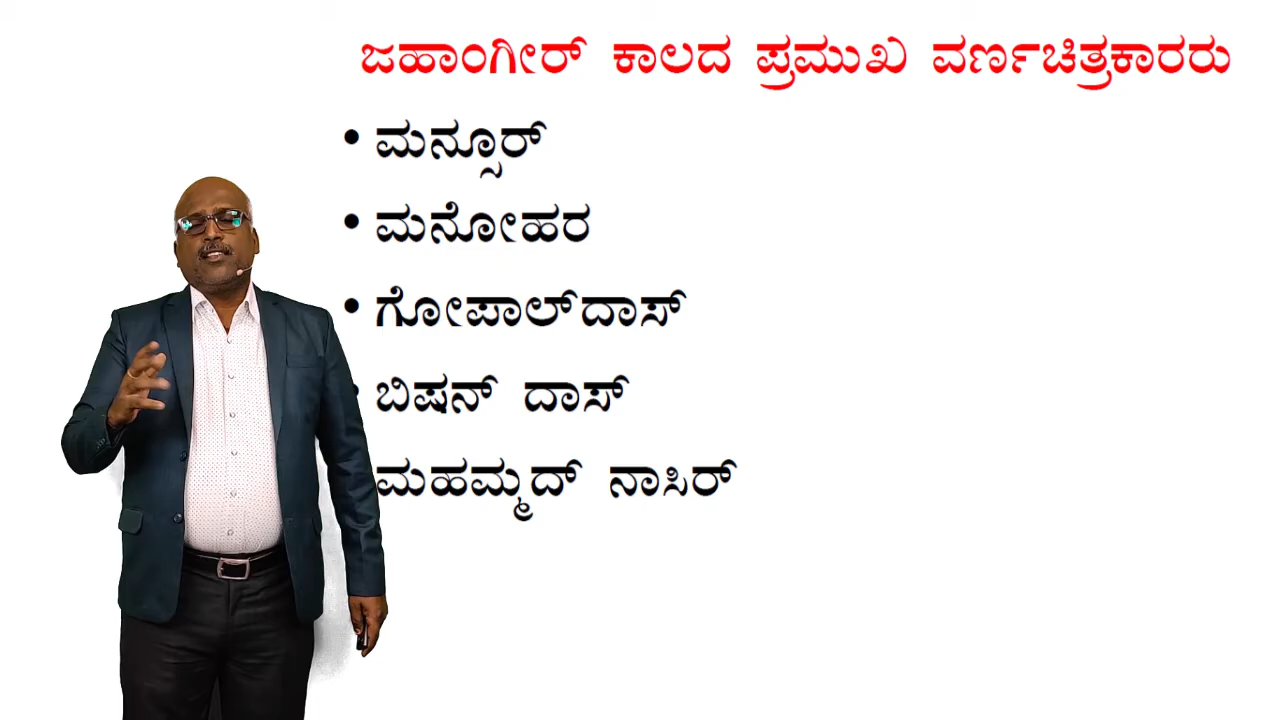 ಜಹಾಂಗೀರ್ ಕಾಲದ ಪ್ರಮುಖ ವರ್ಣಚಿತ್ರಕಾರರು
• ಮನ್ಸೂರ್
• ಮನೋಹರ
• ಗೋಪಾಲ್‌ದಾಸ್
• ಬಿಷನ್ ದಾಸ್
ಮಹಮ್ಮದ್ ನಾಸಿರ್